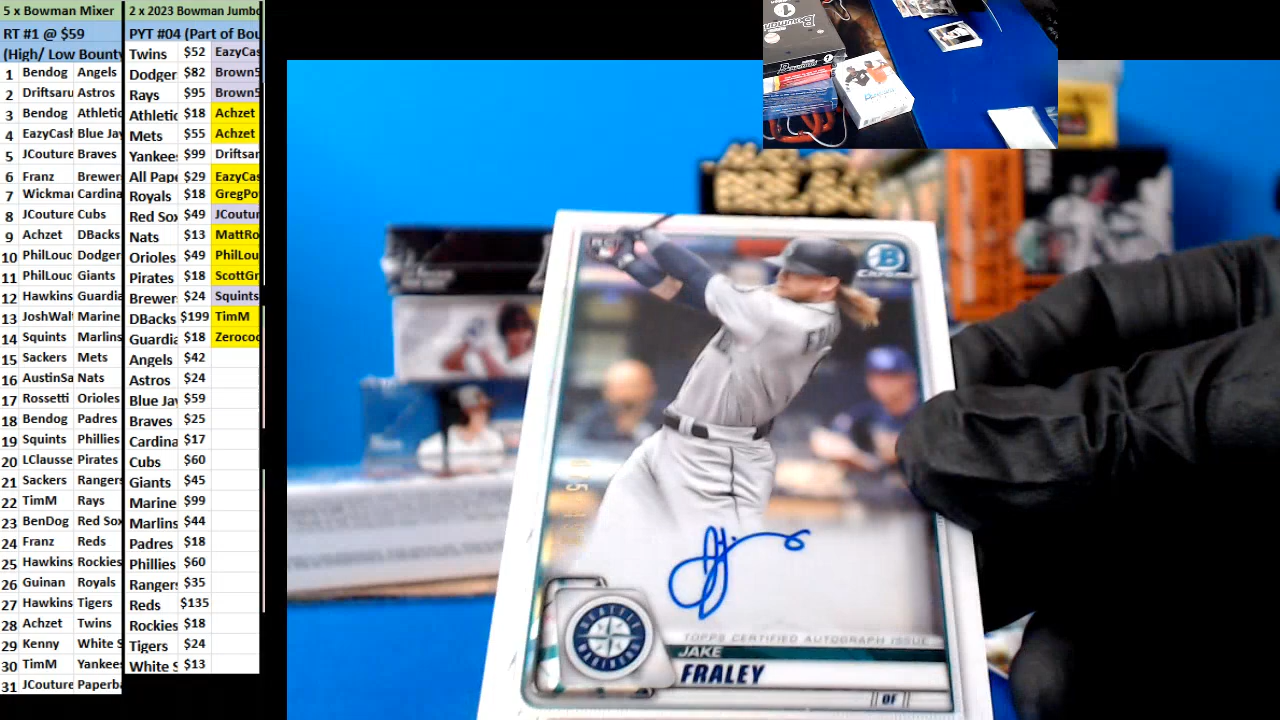 5 x Bowman Mixer
RT #1 @ $59
(High/ Low Bounty
1 Bendog Angels
2 Driftsaru Astros
3 Bendog Athletic
4 EazyCash Blue Jay
5 JCouture Braves
6 Franz Brewer
7 Wickmai Cardina
8 JCouture Cubs
9 Achzet DBacks
10 PhilLouc Dodger
11 PhilLouc Giants
12 Hawkins Guardia
13 JoshWal Marine
14 Squints Marlins
15 Sackers Mets
16 AustinSa Nats
17 Rossetti Orioles
18 Bendog Padres
19 Squints Phillies
20 LClausse Pirates
21 Sackers Rangers
22 TimM Rays
23 BenDog Red Sox
24 Franz Reds
25 Hawkins Rockies
26 Guinan Royals
27 Hawkins Tigers
28 Achzet Twins
29 Kenny White S
30 TimM Yankee
31 JCouture Paperb
2 x 2023 Bowman Jumbo
PYT #04 (Part of Bou
Twins $52 EazyCas
Dodger $82 Brown5
Rays $95 Brown5
Athletic $18 Achzet
Mets $55 Achzet
Yankee $99 Driftsar
All Pape $29 EazyCas
Royals $18 GregPo
Red Sox $49 JCoutur
Nats $13 MattRo
Orioles $49 PhilLou
Pirates $18 ScottGr
Brewer $24 Squints
DBacks $199 TimM
Guardia $18 Zeroco
Angels $42
Astros $24
Blue Jay $59
Braves $25
Cardina $17
Cubs $60
Giants $45
Marine $99
Marlins $44
Padres $18
Phillies $60
Rangers $35
Reds $135
Rockies $18
Tigers $24
White S $13
B
Chrome
SEATTLE
MARINERS
TOPPS CERTIFIED AUTOGRAPH ISSUE
JAKE
FRALEY
OF